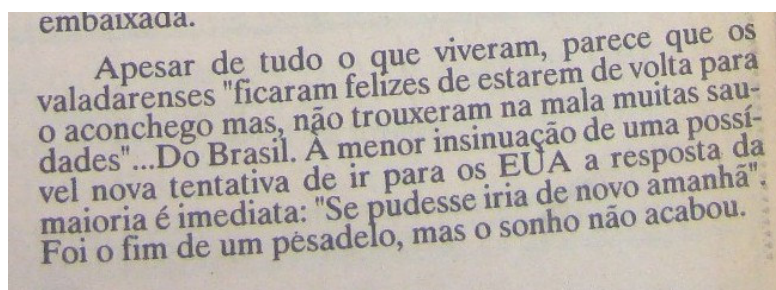 embaixada.
Apesar de tudo o que viveram, parece que os
valadarenses "ficaram felizes de estarem de volta para
o aconchego mas, não trouxeram na mala muitas sau-
dades"...Do Brasil. À menor insinuação de uma possí-
vel nova tentativa de ir para os EUA a resposta da
maioria é imediata: "Se pudesse iria de novo amanhã".
Foi o fim de um pesadelo, mas o sonho não acabou.